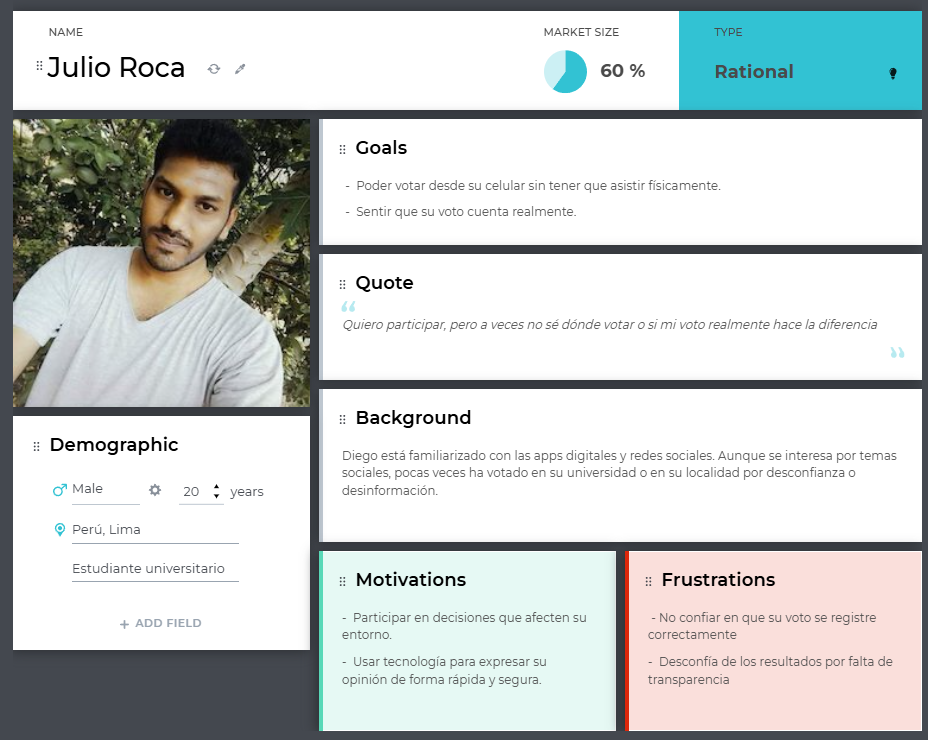 NAME
Julio Roca
MARKET SIZE
60 %
TYPE
Rational
Goals
- Poder votar desde su celular sin tener que asistir físicamente.
- Sentir que su voto cuenta realmente.
Quote
“
Quiero participar, pero a veces no sé dónde votar o si mi voto realmente hace la diferencia
”
Background
Diego está familiarizado con las apps digitales y redes sociales. Aunque se interesa por temas
sociales, pocas veces ha votado en su universidad o en su localidad por desconfianza o
desinformación.
Demographic
Male 20 years
Perú, Lima
Estudiante universitario
+ ADD FIELD
Motivations
- Participar en decisiones que afecten su
entorno.
- Usar tecnología para expresar su
opinión de forma rápida y segura.
Frustrations
- No confiar en que su voto se registre
correctamente
- Desconfía de los resultados por falta de
transparencia